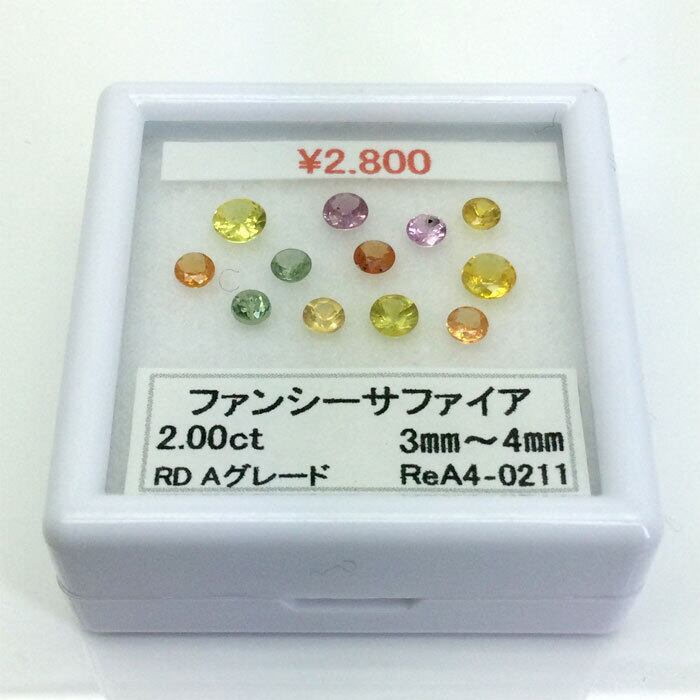 ¥2.800
ファンシーサファイア
2.00ct 3mm～4mm
RD Aグレード ReA4-0211